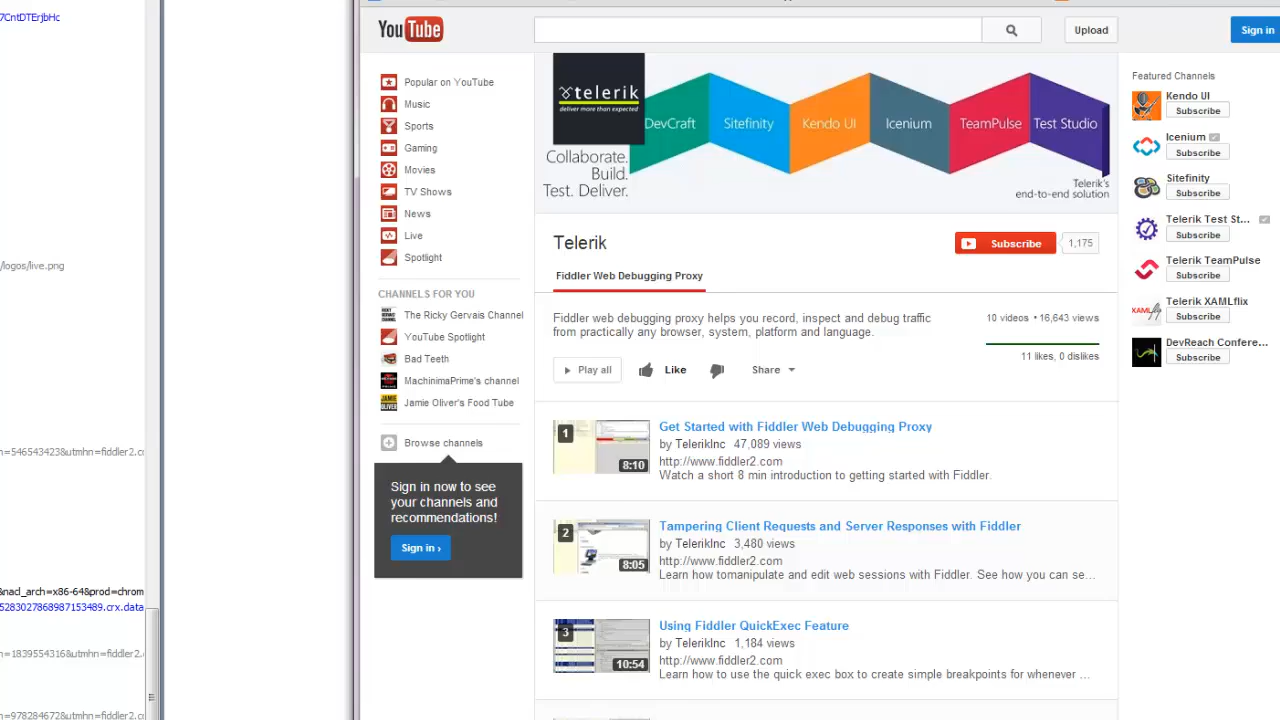 7CntDTErjbHc
/logos/live.png
n=546543423&utmhn=fiddler2.co
&nacl_arch=x86-64&prod=chrom
5283027868987153489.crx.data
n=1839554316&utmhn=fiddler2.
n=978284672&utmhn=fiddler2.c
YouTube
Upload
Sign in
Popular on YouTube
Music
Sports
Gaming
Movies
TV Shows
News
Live
Spotlight
CHANNELS FOR YOU
The Ricky Gervais Channel
YouTube Spotlight
Bad Teeth
MachinimaPrime's channel
Jamie Oliver's Food Tube
Browse channels
Sign in now to see
your channels and
recommendations!
Sign in ›
telerik
deliver more than expected
DevCraft
Sitefinity
Kendo UI
Icenium
TeamPulse
Test Studio
Collaborate.
Build.
Test. Deliver.
Telerik's
end-to-end solution
Telerik
Subscribe
1,175
Fiddler Web Debugging Proxy
Fiddler web debugging proxy helps you record, inspect and debug traffic
from practically any browser, system, platform and language.
10 videos • 16,643 views
11 likes, 0 dislikes
Play all
Like
Share
1
8:10
Get Started with Fiddler Web Debugging Proxy
by TelerikInc 47,089 views
http://www.fiddler2.com
Watch a short 8 min introduction to getting started with Fiddler.
2
8:05
Tampering Client Requests and Server Responses with Fiddler
by TelerikInc 3,480 views
http://www.fiddler2.com
Learn how tomanipulate and edit web sessions with Fiddler. See how you can se...
3
10:54
Using Fiddler QuickExec Feature
by TelerikInc 1,184 views
http://www.fiddler2.com
Learn how to use the quick exec box to create simple breakpoints for whenever ...
Featured Channels
Kendo UI
Subscribe
Icenium
Subscribe
Sitefinity
Subscribe
Telerik Test St...
Subscribe
Telerik TeamPulse
Subscribe
XAML
Telerik XAMLflix
Subscribe
DevReach Confere...
Subscribe